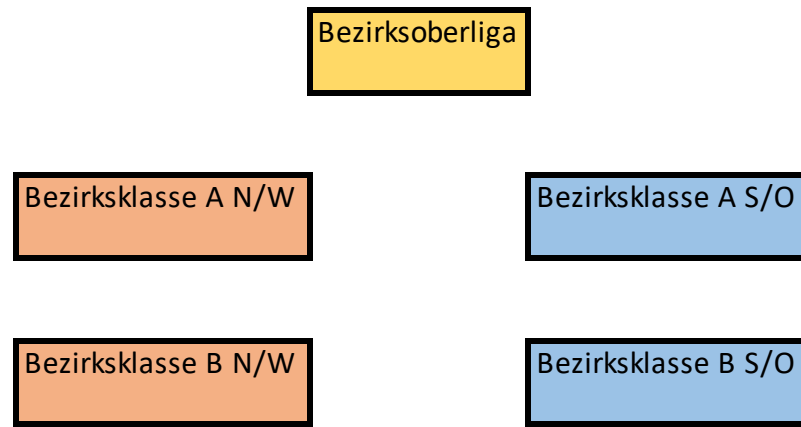 Bezirksoberliga
Bezirksklasse A N/W
Bezirksklasse A S/O
Bezirksklasse B N/W
Bezirksklasse B S/O